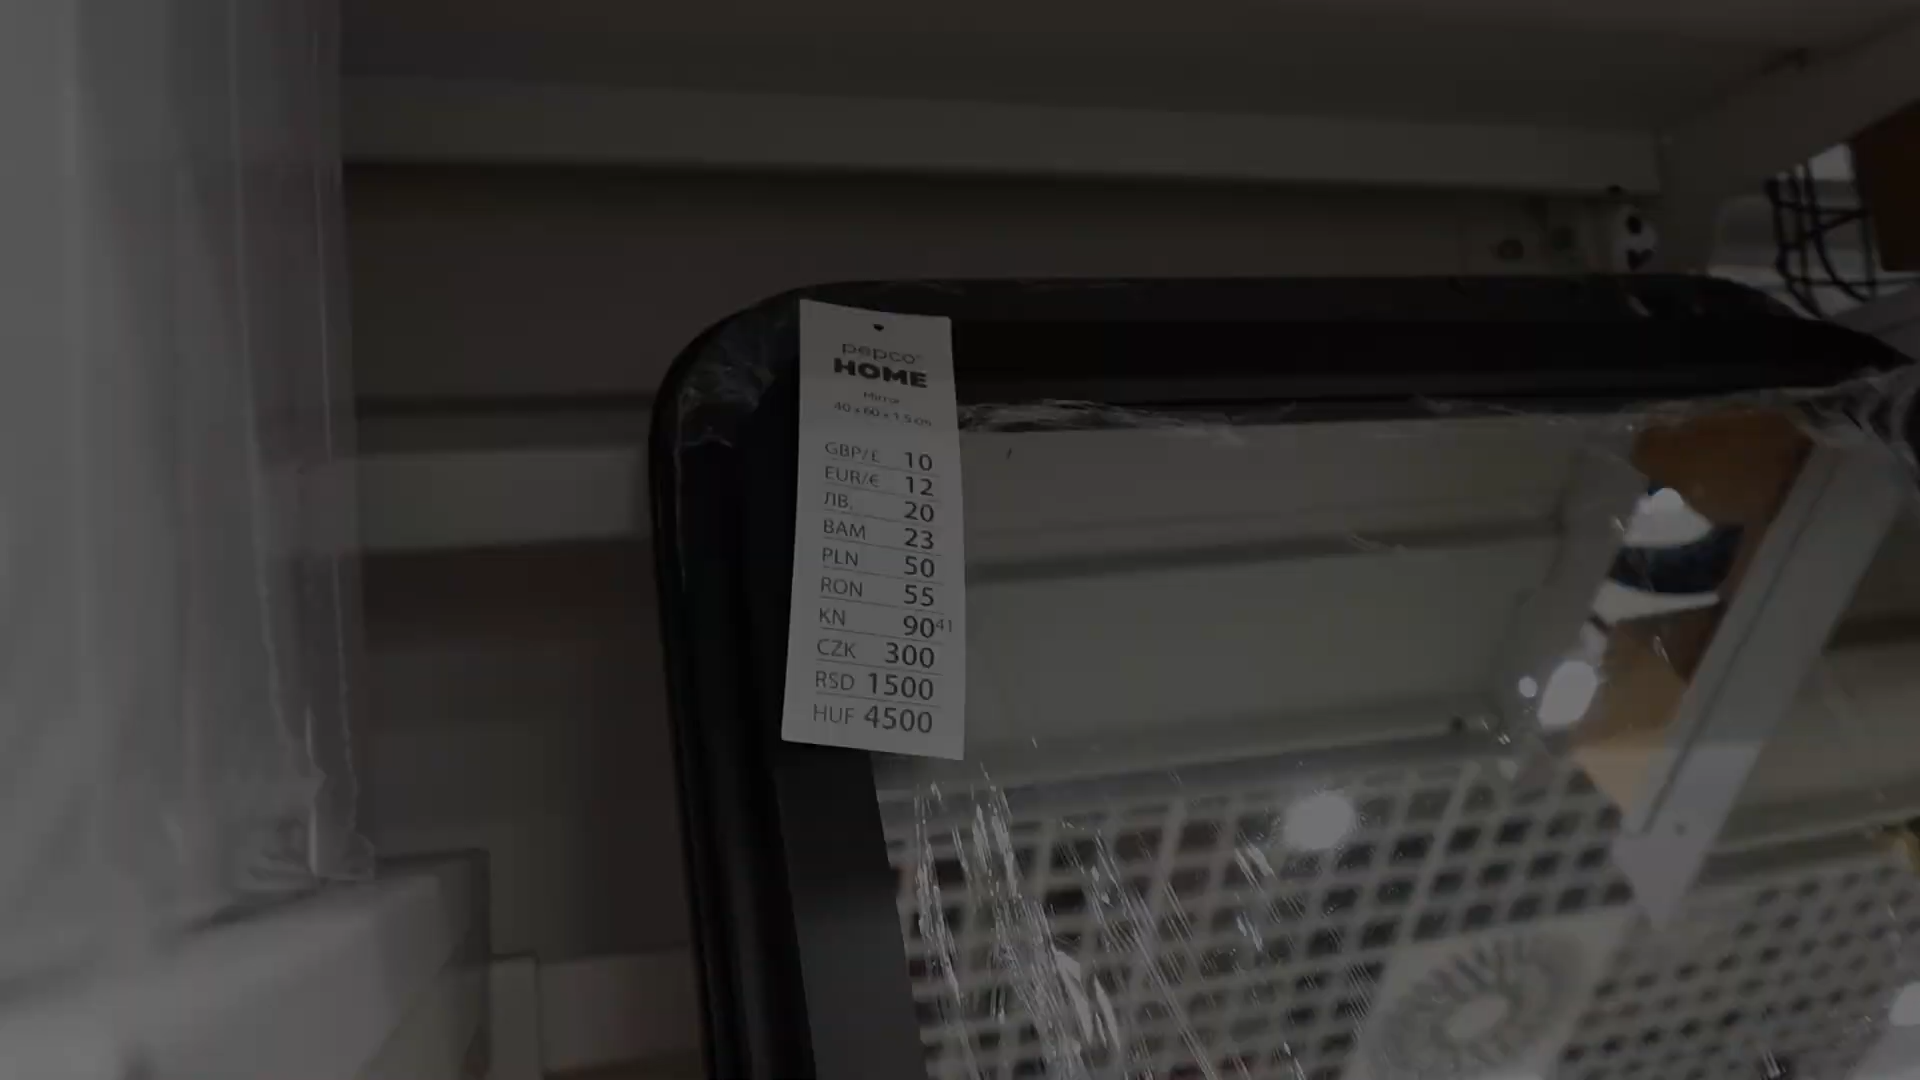 pepco®
HOME
Mirror
40 x 60 x 1.5 cm
GBP/£ 10
EUR/€ 12
ЛВ. 20
BAM 23
PLN 50
RON 55
KN 90⁴¹
CZK 300
RSD 1500
HUF 4500